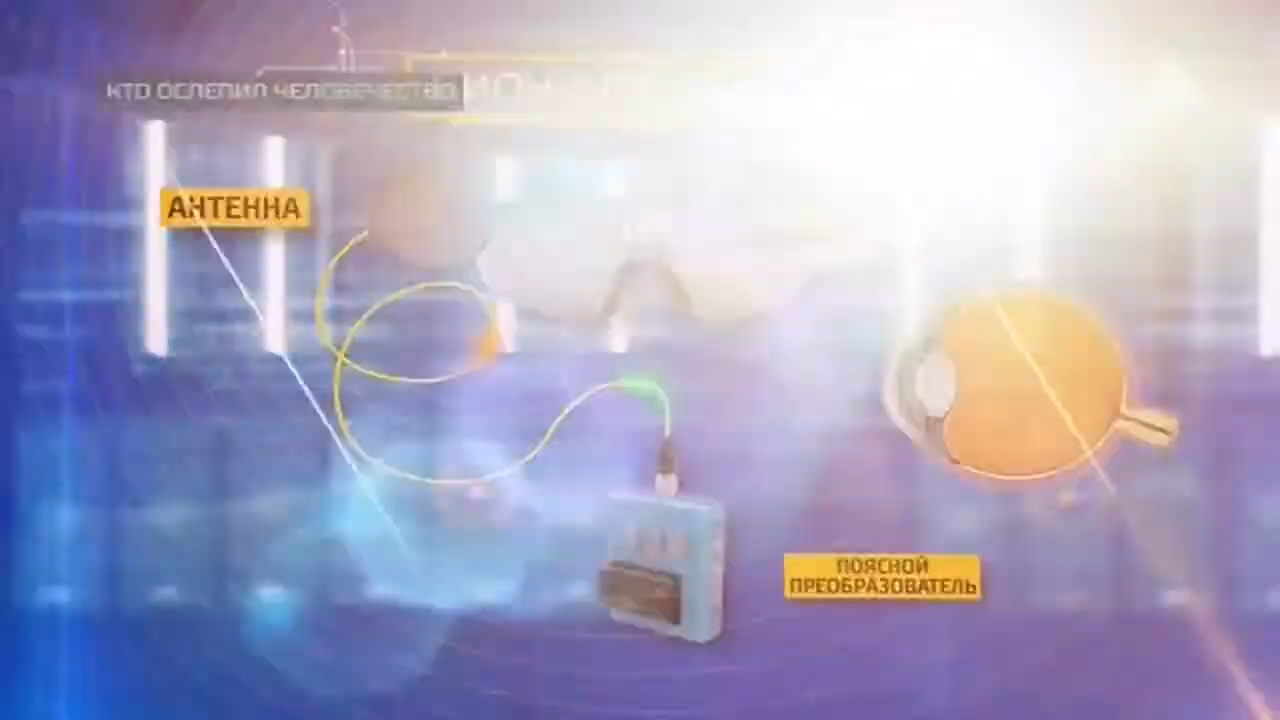 КТО ОСЛЕПИЛ ЧЕЛОВЕЧЕСТВО
АНТЕННА
ПОЯСНОЙ
ПРЕОБРАЗОВАТЕЛЬ